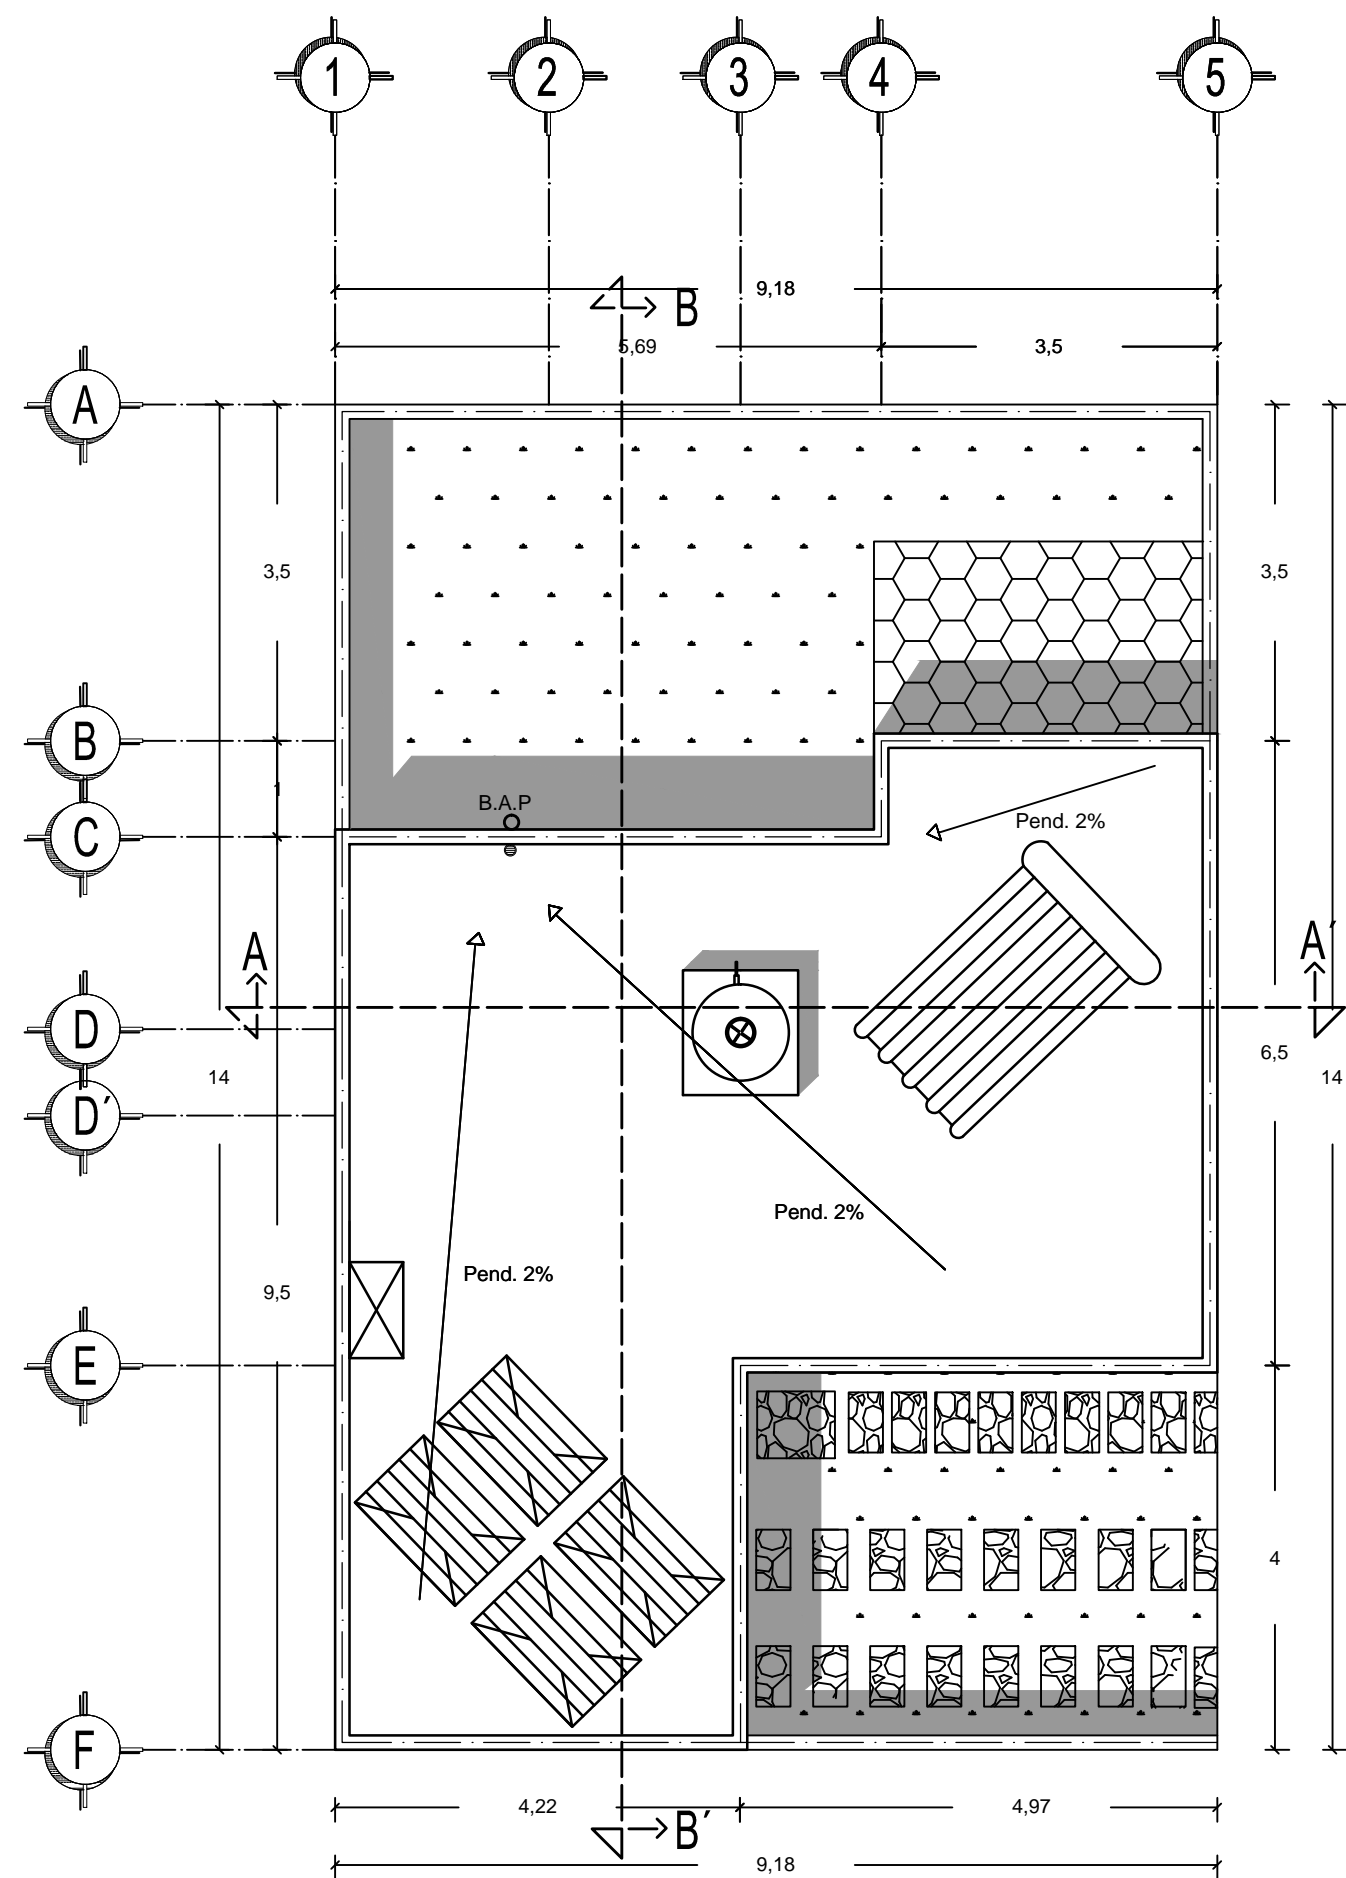 1 2 3 4 5
9,18
B
5,69 3,5
A
3,5 3,5
B
1
B.A.P
C
Pend. 2%
A A´
D
6,5
14 14
D´
Pend. 2%
Pend. 2%
9,5
E
4
F
4,22 4,97
B´
9,18